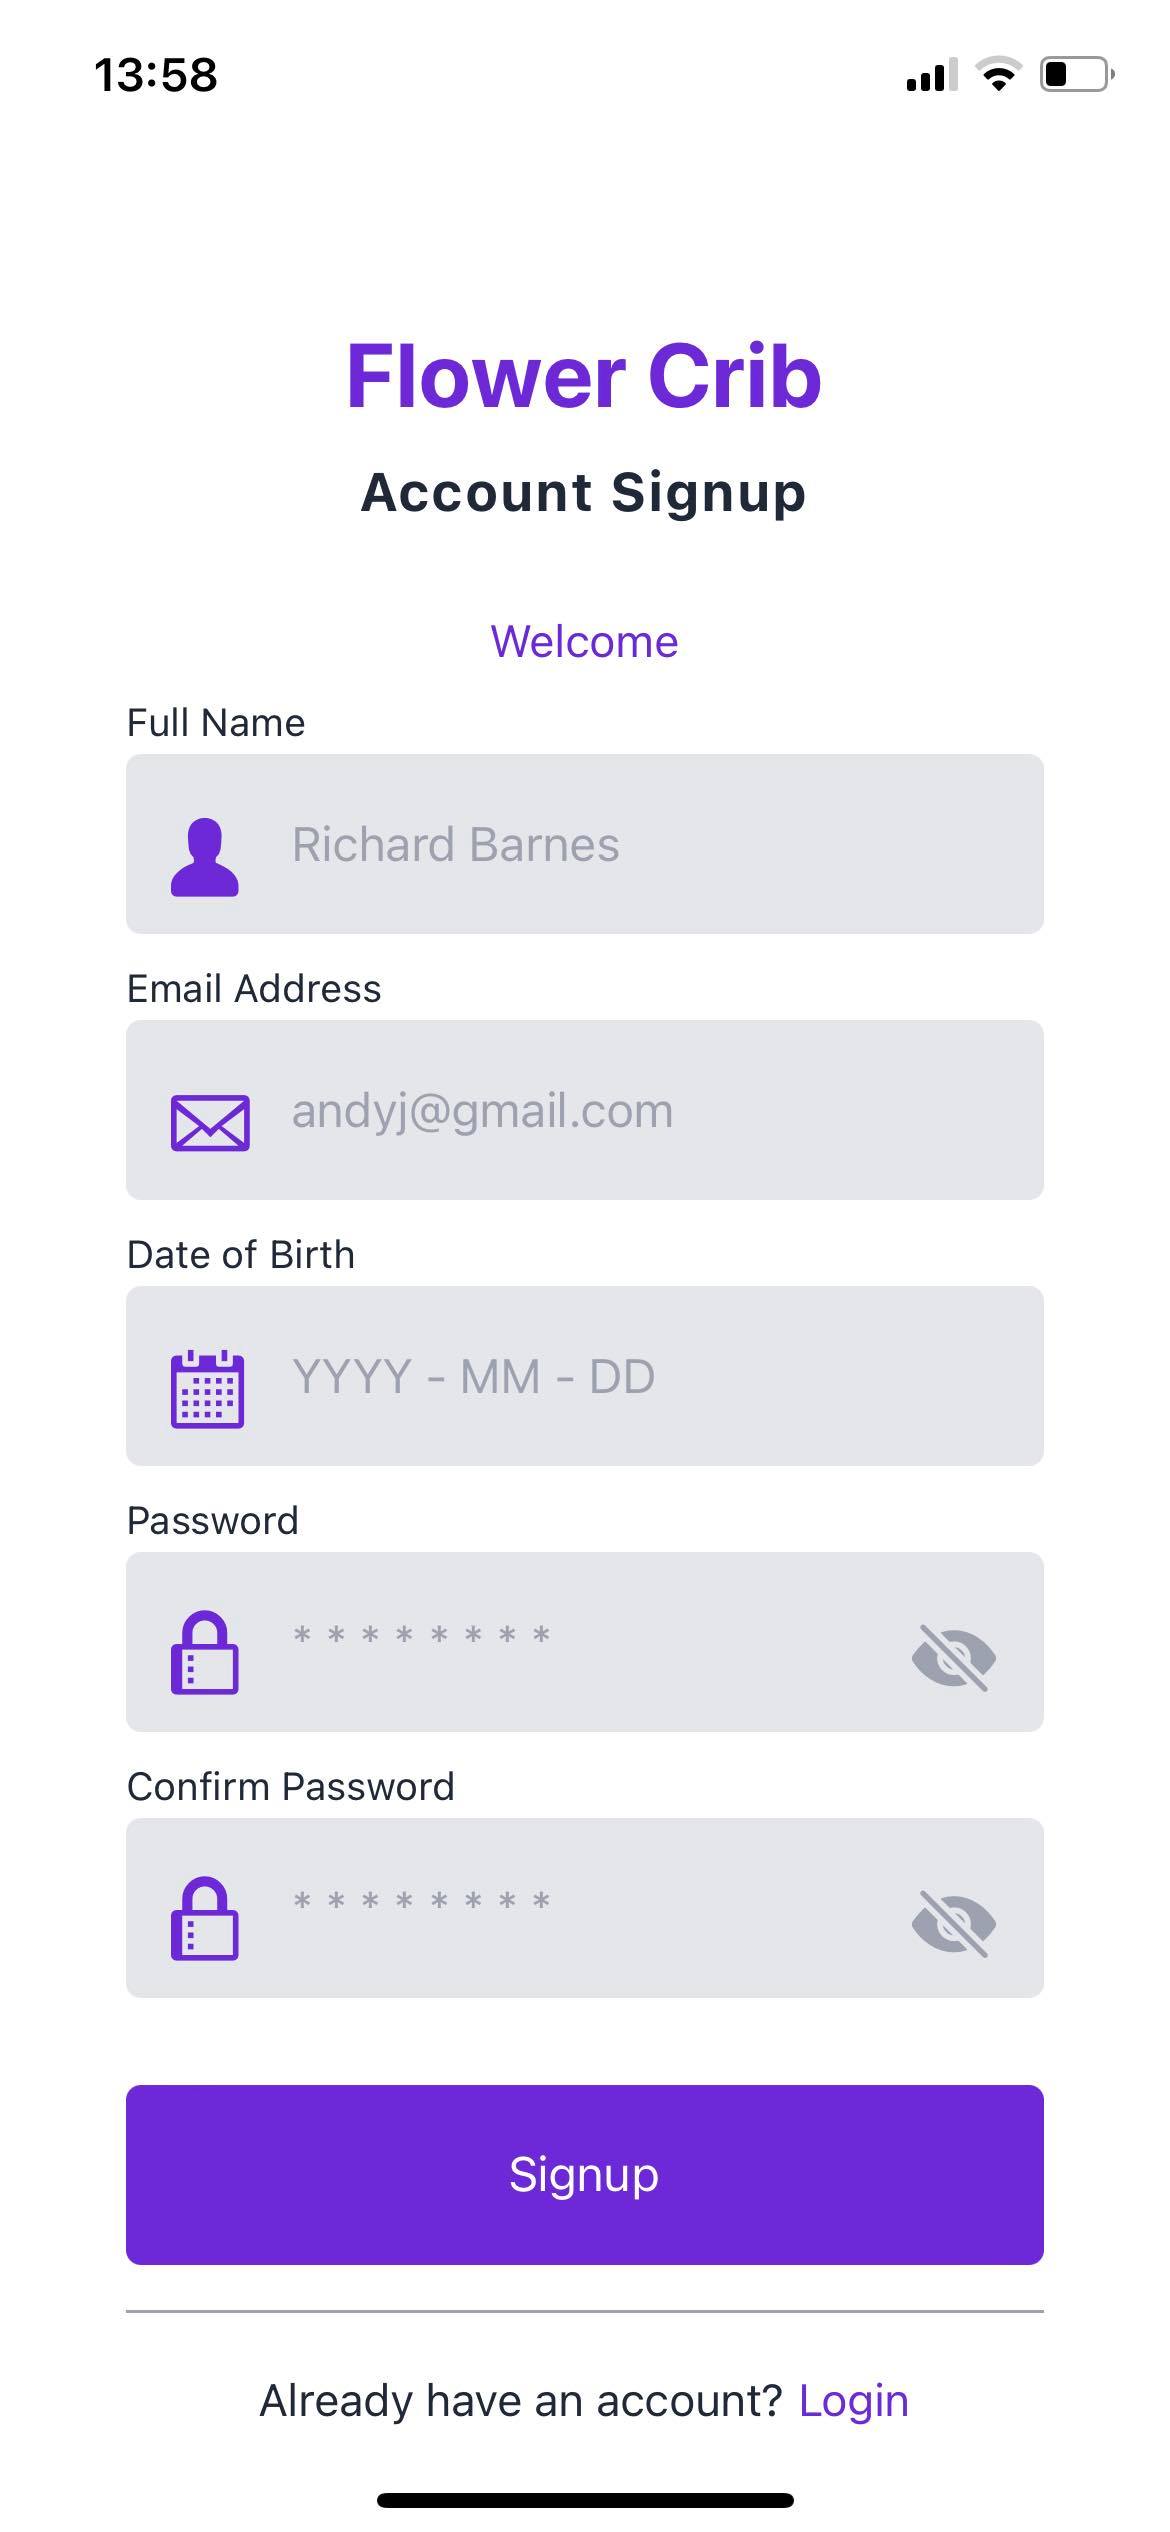 13:58
Flower Crib
Account Signup
Welcome
Full Name
Richard Barnes
Email Address
andyj@gmail.com
Date of Birth
YYYY - MM - DD
Password
* * * * * * * *
Confirm Password
* * * * * * * *
Signup
Already have an account? Login